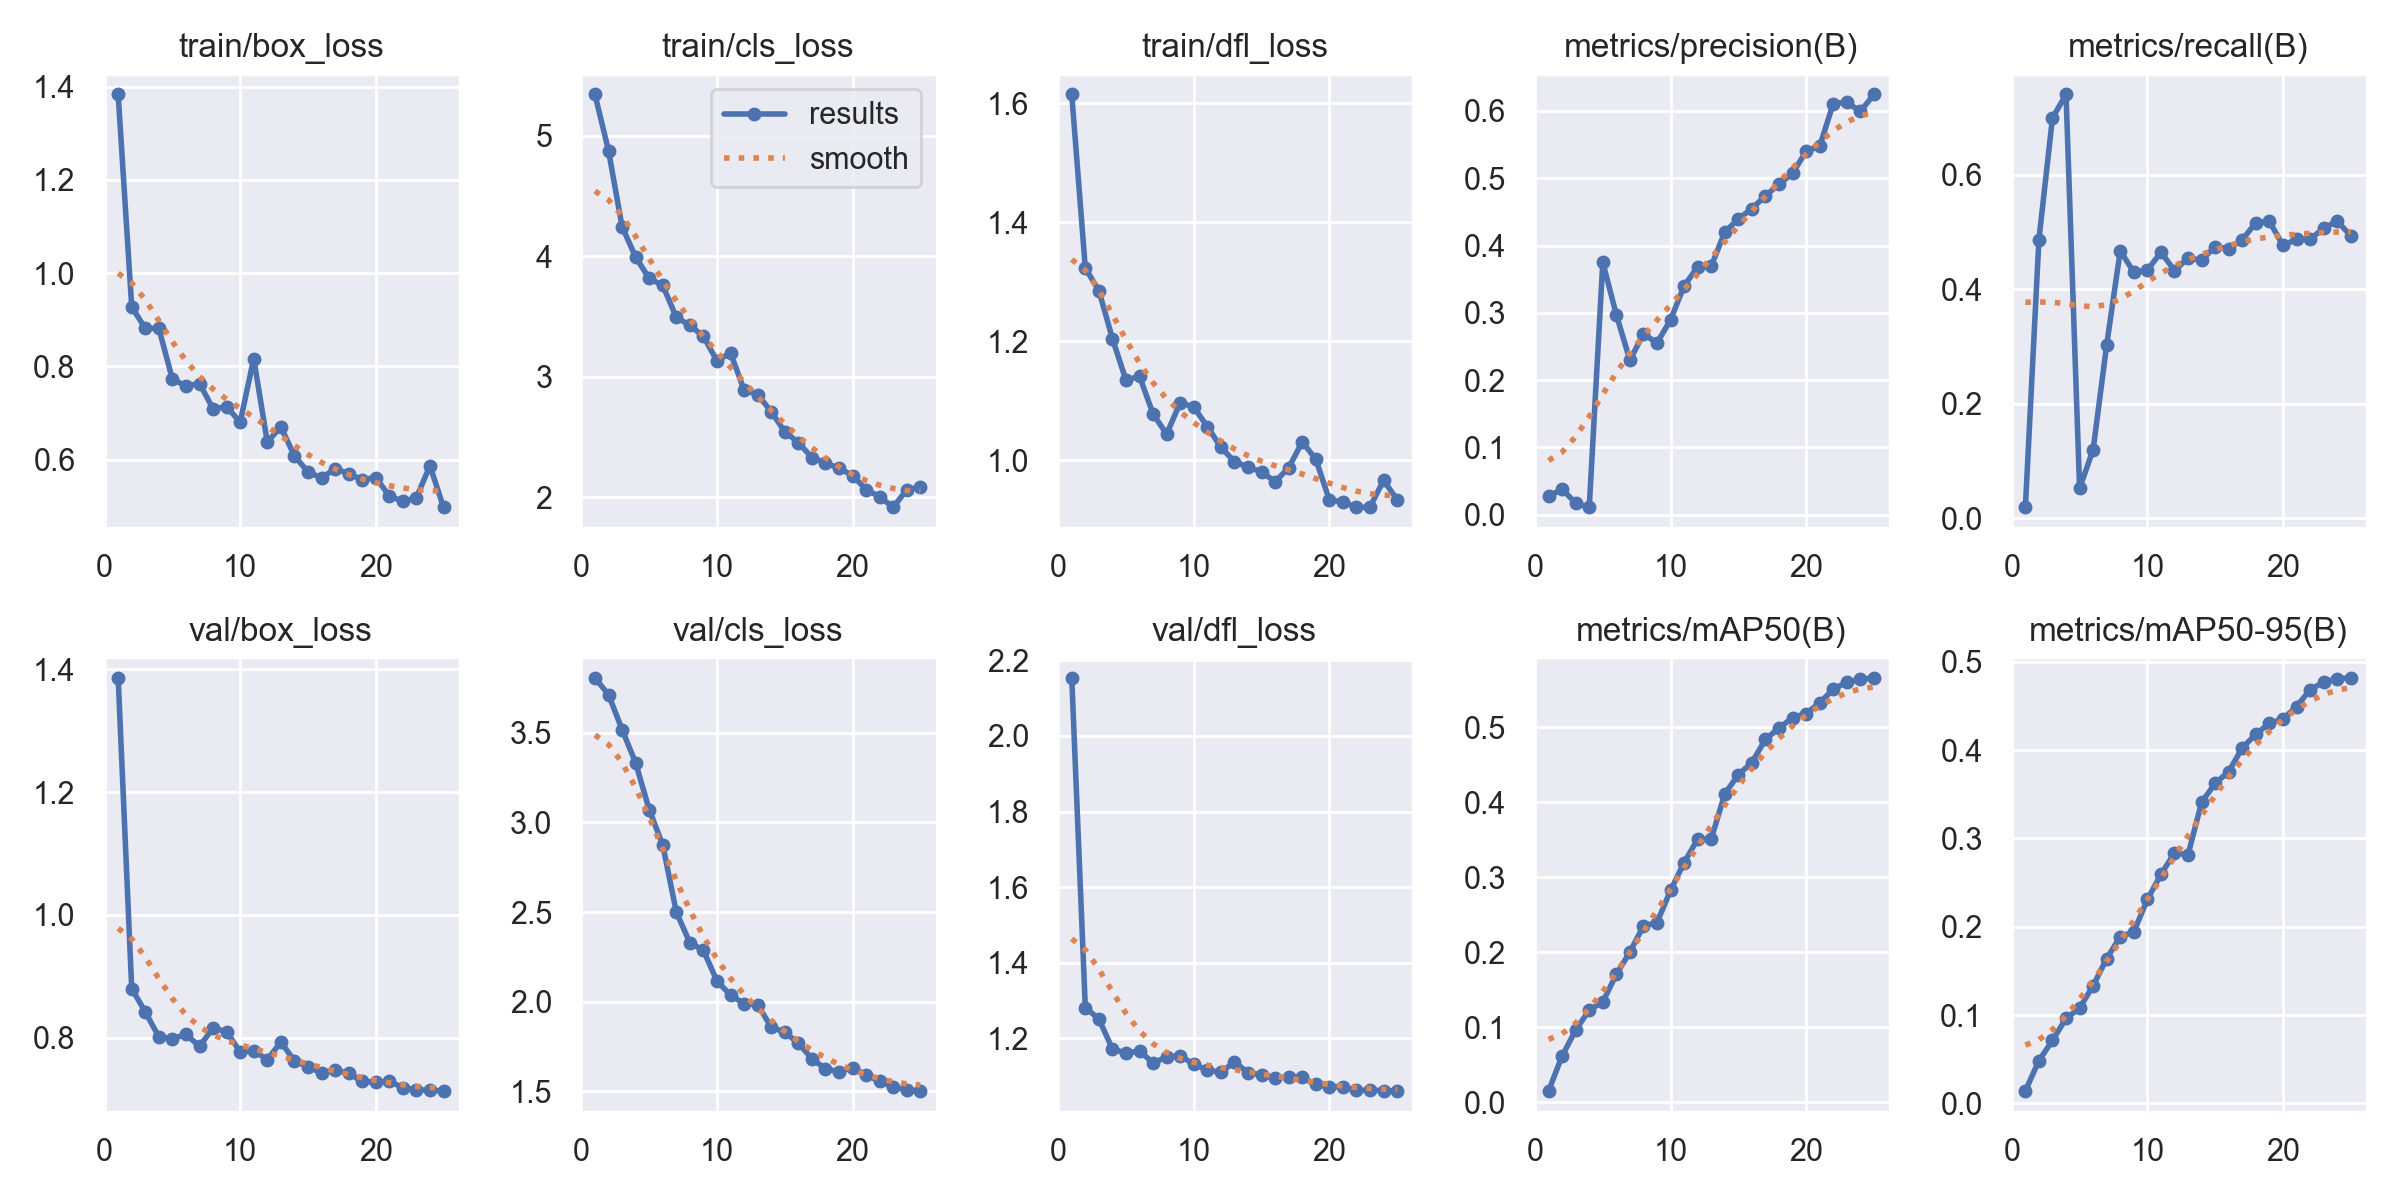 train/box_loss
1.4
1.2
1.0
0.8
0.6
0 10 20
train/cls_loss
results
smooth
5
4
3
2
0 10 20
train/dfl_loss
1.6
1.4
1.2
1.0
0 10 20
metrics/precision(B)
0.6
0.5
0.4
0.3
0.2
0.1
0.0
0 10 20
metrics/recall(B)
0.6
0.4
0.2
0.0
0 10 20
val/box_loss
1.4
1.2
1.0
0.8
0 10 20
val/cls_loss
3.5
3.0
2.5
2.0
1.5
0 10 20
val/dfl_loss
2.2
2.0
1.8
1.6
1.4
1.2
0 10 20
metrics/mAP50(B)
0.5
0.4
0.3
0.2
0.1
0.0
0 10 20
metrics/mAP50-95(B)
0.5
0.4
0.3
0.2
0.1
0.0
0 10 20